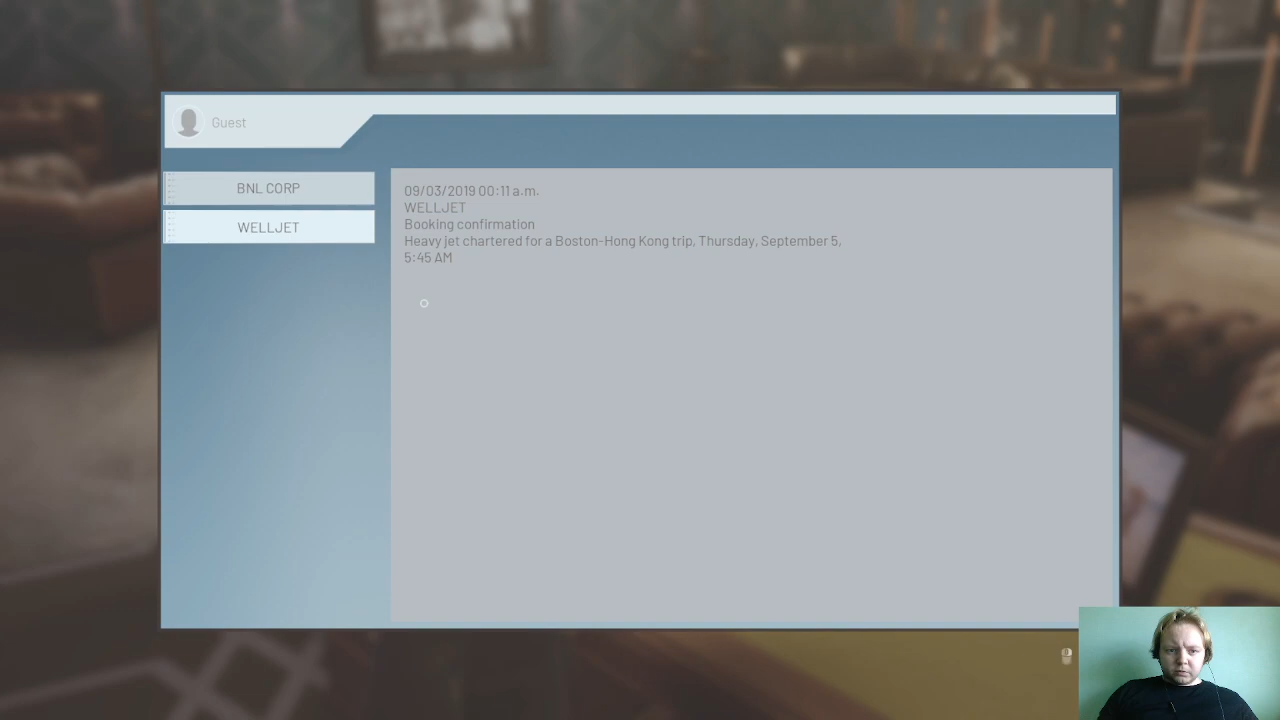 Guest
BNL CORP
WELLJET
09/03/2019 00:11 a.m.
WELLJET
Booking confirmation
Heavy jet chartered for a Boston-Hong Kong trip, Thursday, September 5,
5:45 AM